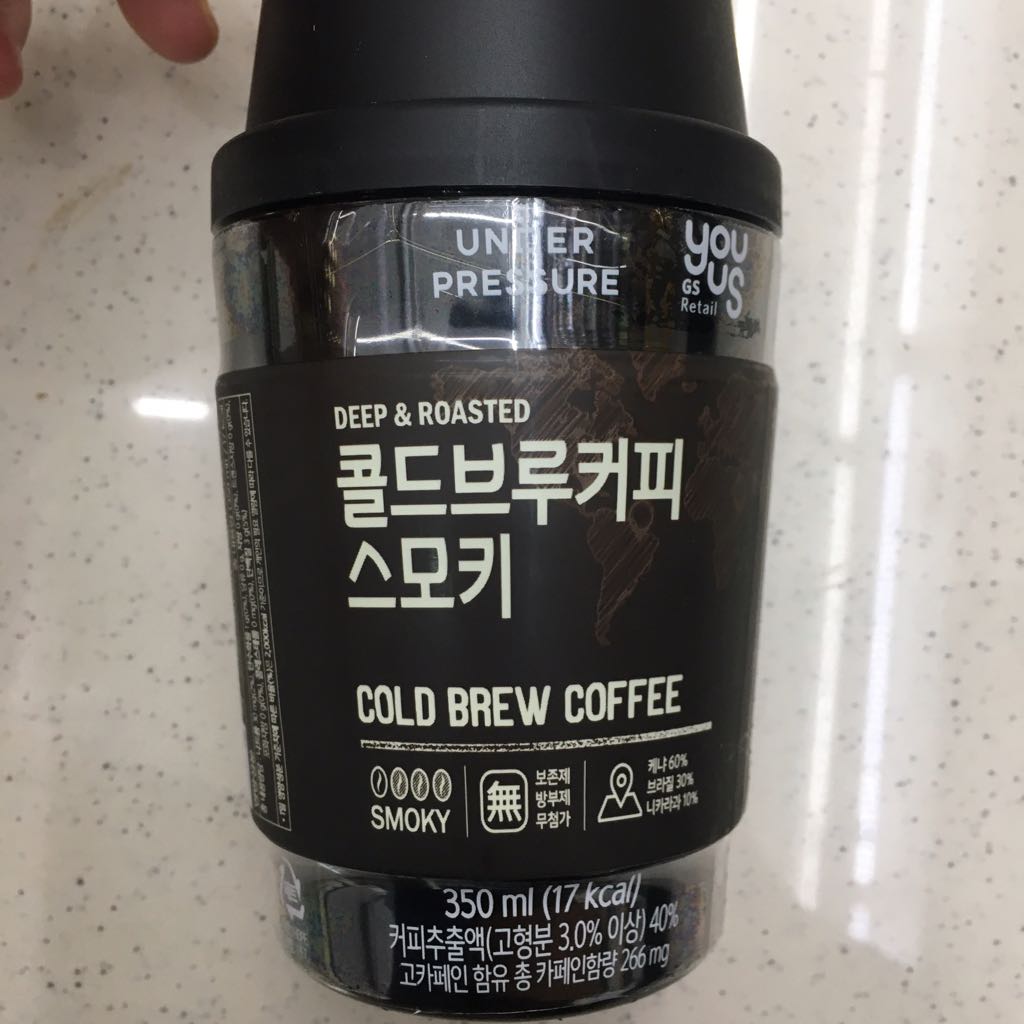 UNDER
PRESSURE
you
us
GS
Retail
DEEP & ROASTED
콜드브루커피
스모키
COLD BREW COFFEE
SMOKY
無
보존제
방부제
무첨가
케냐 60%
브라질 30%
니카라과 10%
350 ml (17 kcal)
커피추출액(고형분 3.0% 이상) 40%
고카페인 함유 총 카페인함량 266 mg